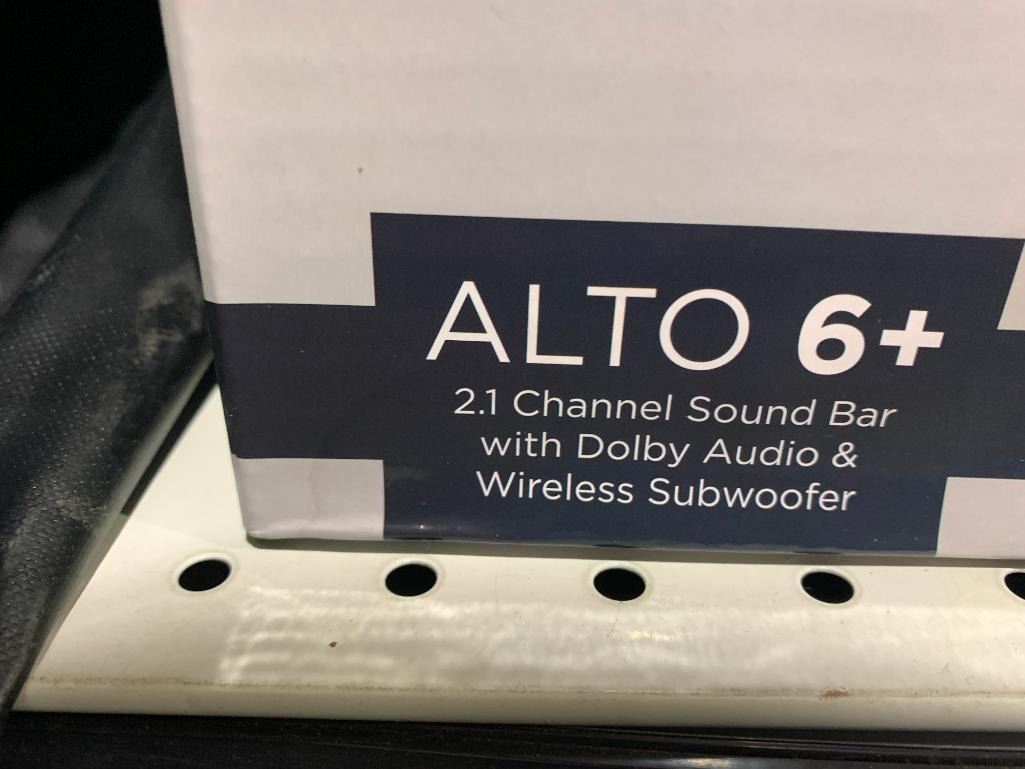 ALTO 6+
2.1 Channel Sound Bar
with Dolby Audio &
Wireless Subwoofer